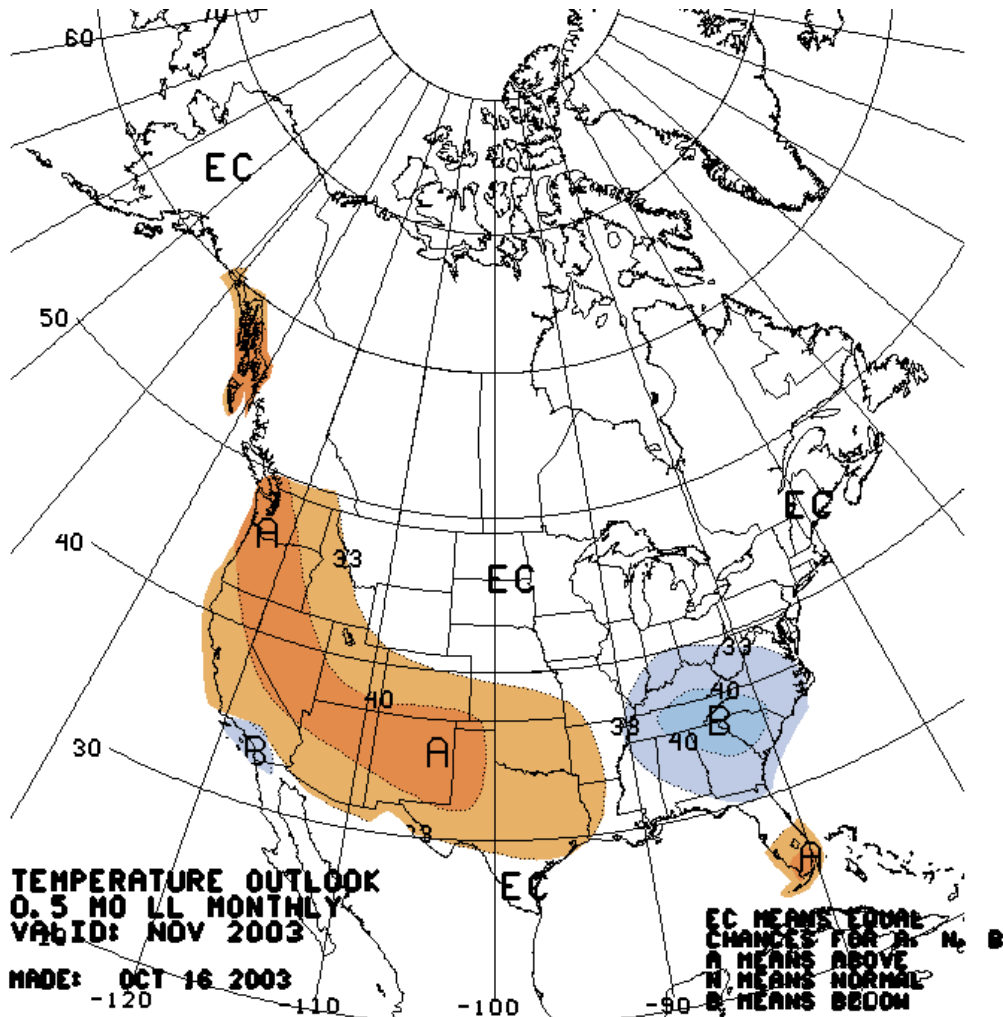 60
EC
50
EC
A
40
33
EC
33
40
40
B
33
40
B
A
30
33
A
EC
TEMPERATURE OUTLOOK
0.5 MO LL MONTHLY
VALID: NOV 2003
MADE: OCT 16 2003
EC MEANS EQUAL
CHANCES FOR A, N, B
A MEANS ABOVE
N MEANS NORMAL
B MEANS BELOW
-120
-110
-100
-90